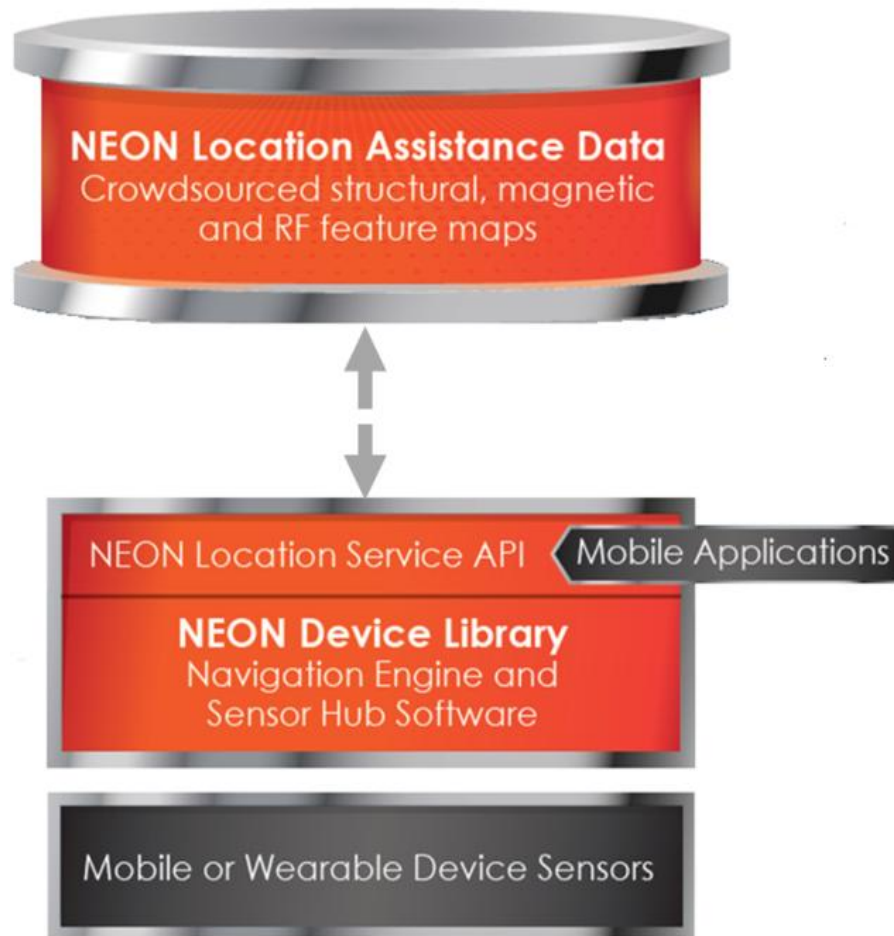 NEON Location Assistance Data
Crowdsourced structural, magnetic
and RF feature maps
NEON Location Service API
Mobile Applications
NEON Device Library
Navigation Engine and
Sensor Hub Software
Mobile or Wearable Device Sensors